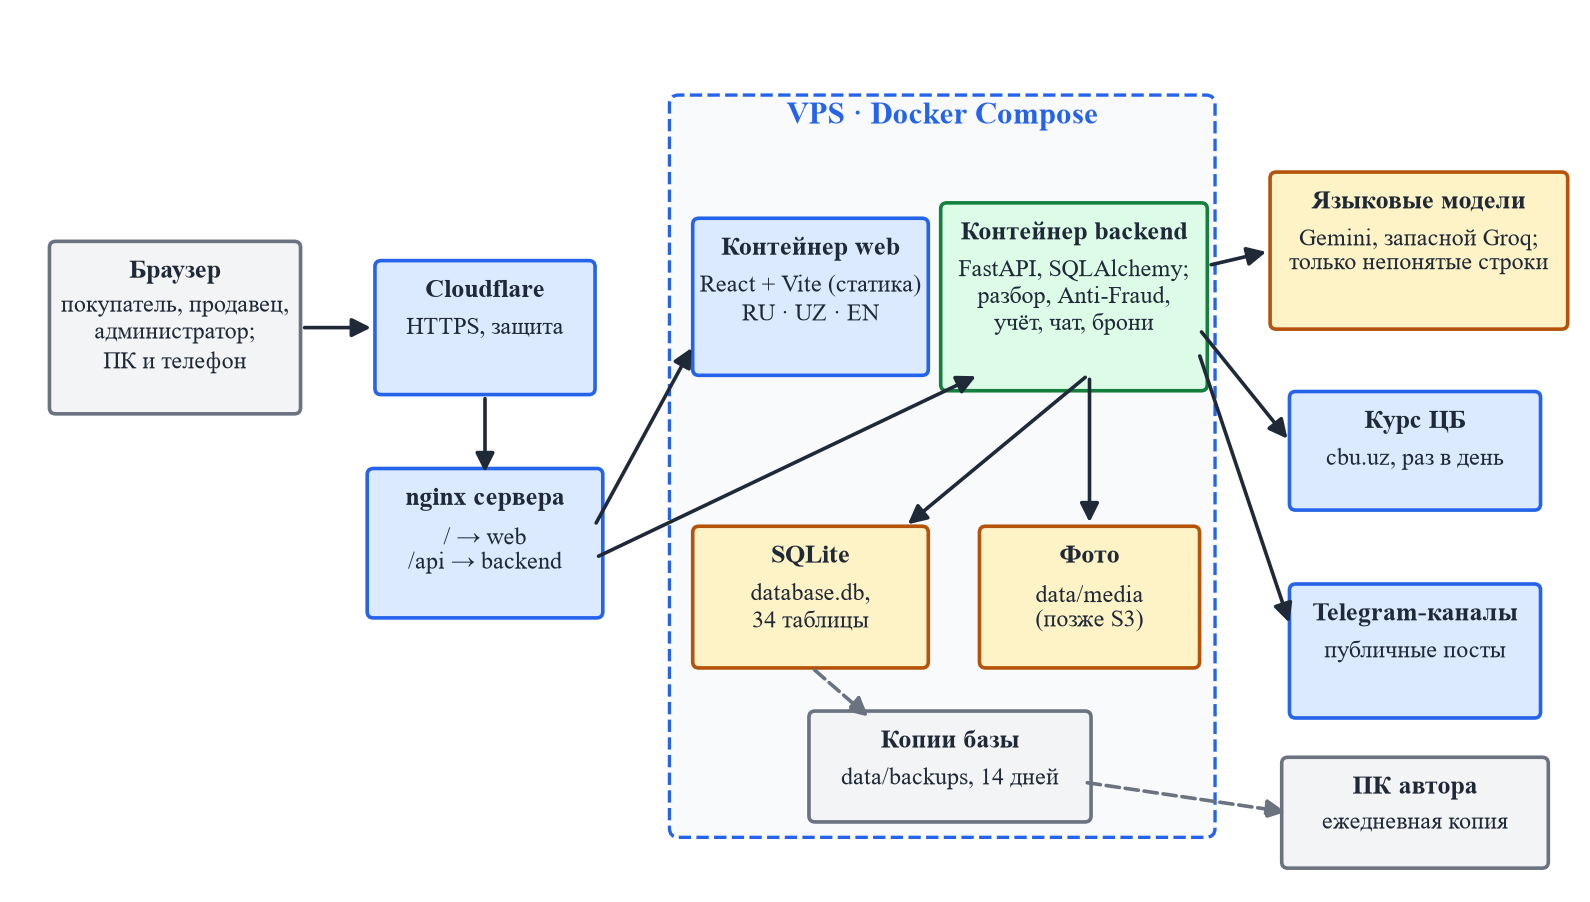 VPS · Docker Compose
Браузер
покупатель, продавец,
администратор;
ПК и телефон
Cloudflare
HTTPS, защита
nginx сервера
/ → web
/api → backend
Контейнер web
React + Vite (статика)
RU · UZ · EN
Контейнер backend
FastAPI, SQLAlchemy;
разбор, Anti-Fraud,
учёт, чат, брони
SQLite
database.db,
34 таблицы
Фото
data/media
(позже S3)
Копии базы
data/backups, 14 дней
Языковые модели
Gemini, запасной Groq;
только непонятые строки
Курс ЦБ
cbu.uz, раз в день
Telegram-каналы
публичные посты
ПК автора
ежедневная копия